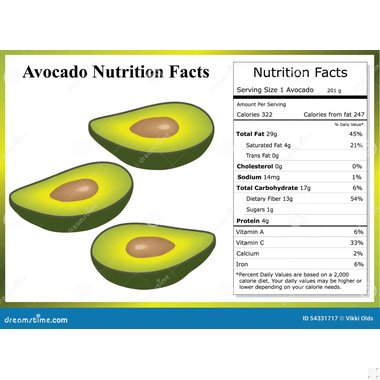 Avocado Nutrition Facts
Nutrition Facts
Serving Size 1 Avocado 201 g
Amount Per Serving
Calories 322 Calories from fat 247
% Daily Value*
Total Fat 29g 45%
Saturated Fat 4g 21%
Trans Fat 0g
Cholesterol 0g 0%
Sodium 14mg 1%
Total Carbohydrate 17g 6%
Dietary Fiber 13g 54%
Sugars 1g
Protein 4g
Vitamin A 6%
Vitamin C 33%
Calcium 2%
Iron 6%
*Percent Daily Values are based on a 2,000
calorie diet. Your daily values may be higher or
lower depending on your calorie needs.
dreamstime.com
ID 54331717 © Vikki Olds